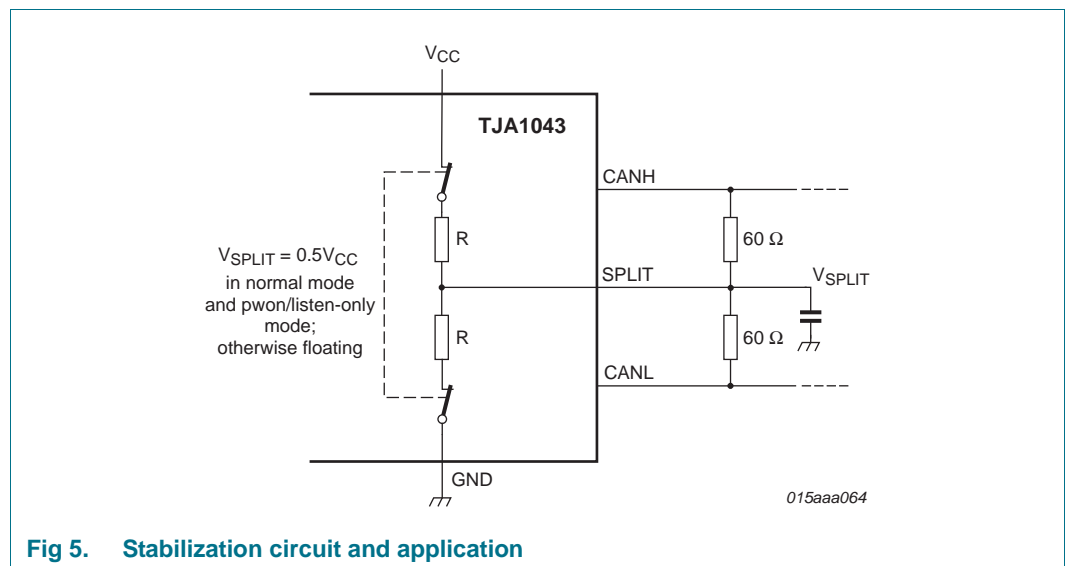 VCC
TJA1043
CANH
R
60 Ω
VSPLIT = 0.5VCC
in normal mode
and pwon/listen-only
mode;
otherwise floating
SPLIT
VSPLIT
R
60 Ω
CANL
GND
015aaa064
Fig 5. Stabilization circuit and application